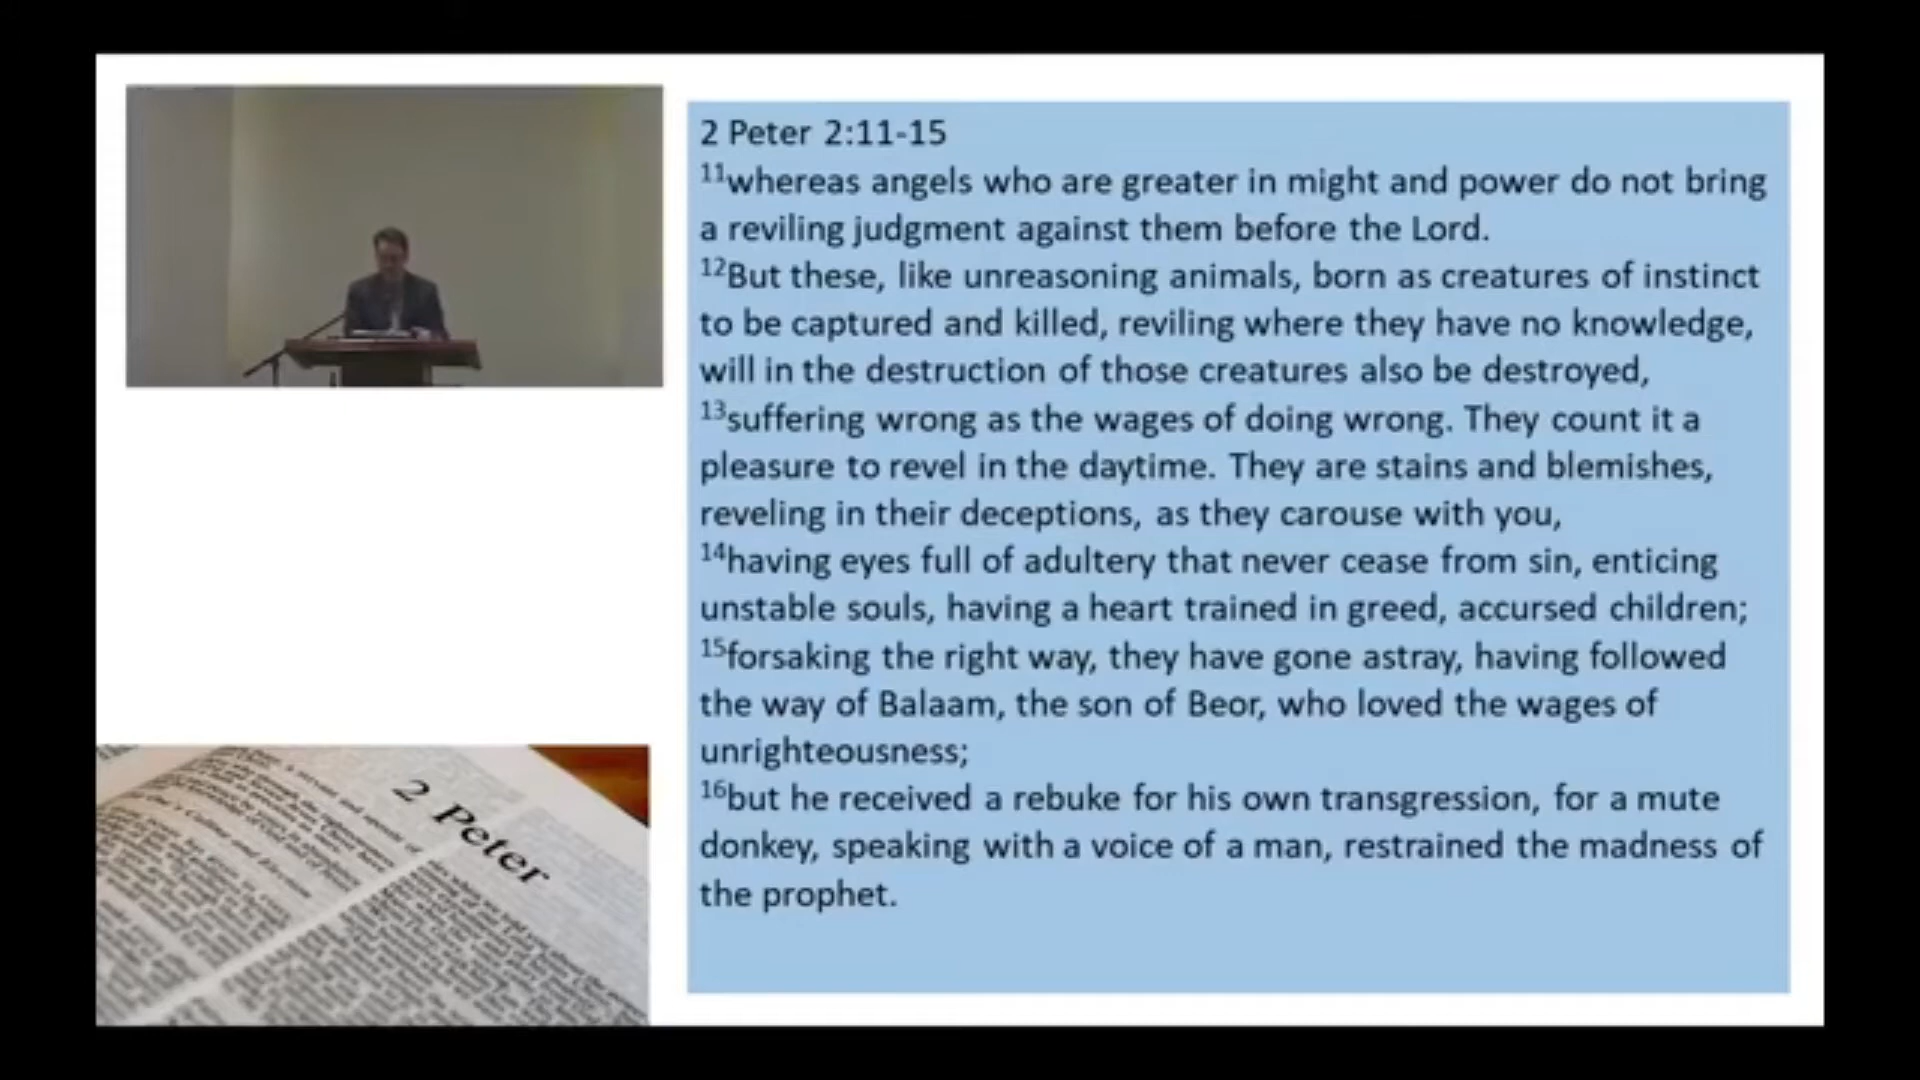 2 Peter 2:11-15
11whereas angels who are greater in might and power do not bring
a reviling judgment against them before the Lord.
12But these, like unreasoning animals, born as creatures of instinct
to be captured and killed, reviling where they have no knowledge,
will in the destruction of those creatures also be destroyed,
13suffering wrong as the wages of doing wrong. They count it a
pleasure to revel in the daytime. They are stains and blemishes,
reveling in their deceptions, as they carouse with you,
14having eyes full of adultery that never cease from sin, enticing
unstable souls, having a heart trained in greed, accursed children;
15forsaking the right way, they have gone astray, having followed
the way of Balaam, the son of Beor, who loved the wages of
unrighteousness;
16but he received a rebuke for his own transgression, for a mute
donkey, speaking with a voice of a man, restrained the madness of
the prophet.
2 Peter